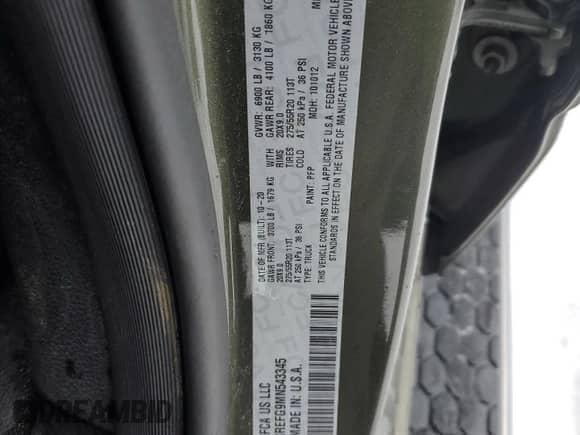 FCA US LLC
REFG9MN543345
MADE IN: U.S.A.
DATE OF MFR (BUILT): 10-20
GVWR: 6900 LB / 3130 KG
GAWR FRONT: 3700 LB / 1679 KG
WITH
GAWR REAR: 4100 LB / 1860 KG
20X9.0
RIMS
20X9.0
275/55R20 113T
TIRES
275/55R20 113T
AT 250 kPa / 36 PSI
COLD
AT 250 kPa / 36 PSI
TYPE: TRUCK
PAINT: PFP
MDH: 101012
THIS VEHICLE CONFORMS TO ALL APPLICABLE U.S.A. FEDERAL MOTOR VEHICLE
STANDARDS IN EFFECT ON THE DATE OF MANUFACTURE SHOWN ABOVE
DREAMBID